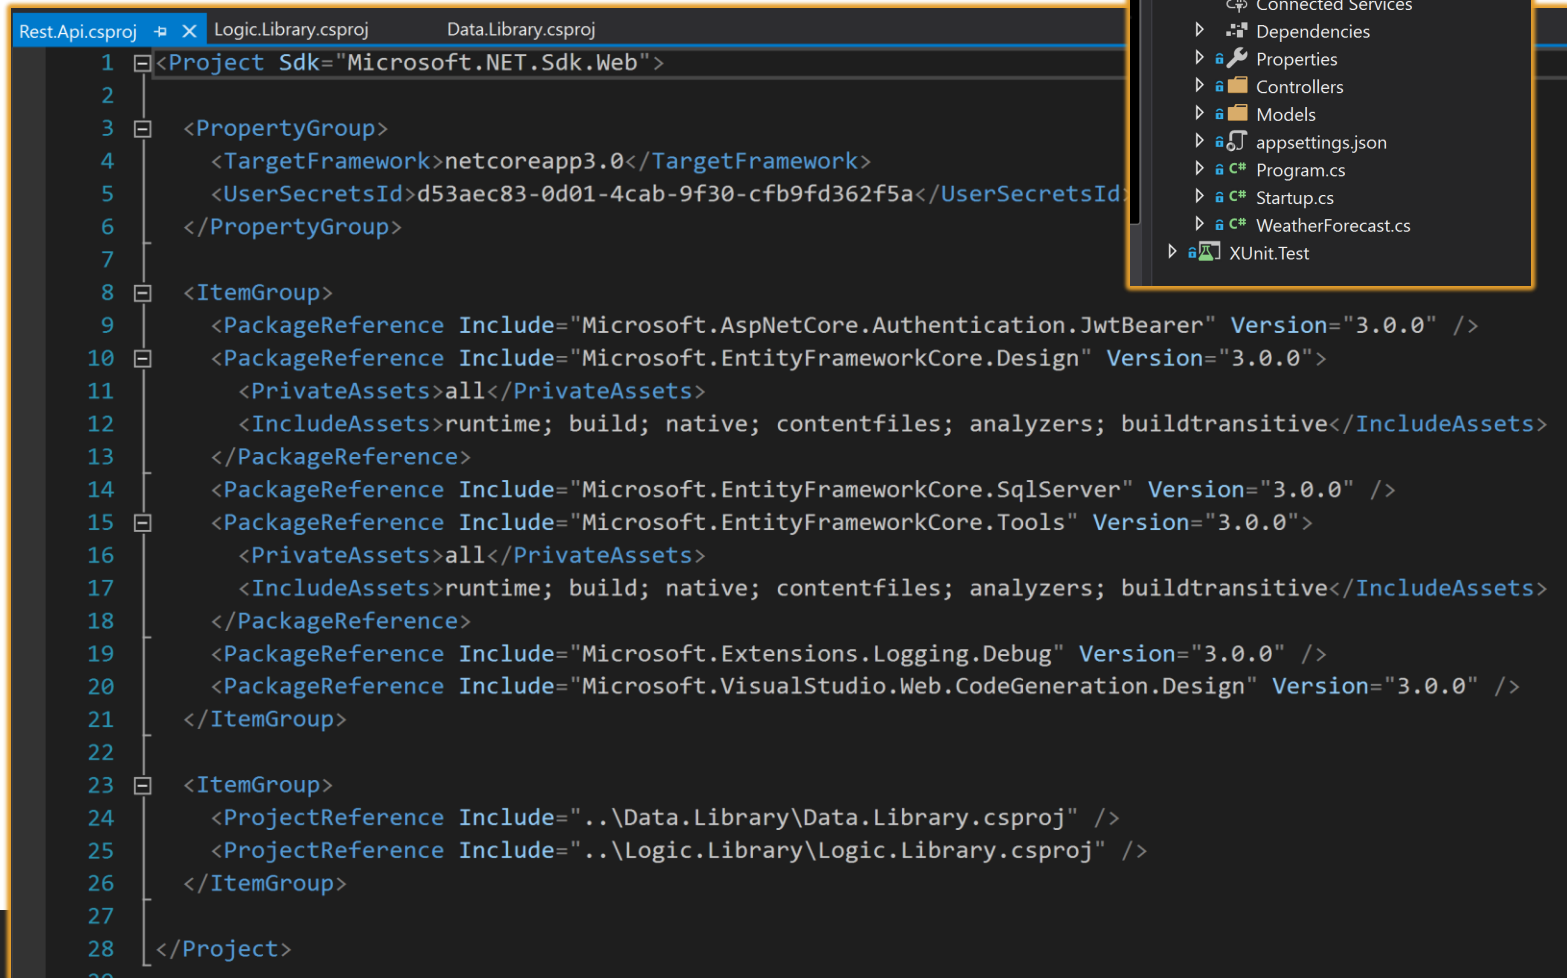 Rest.Api.csproj
Logic.Library.csproj
Data.Library.csproj
1 <Project Sdk="Microsoft.NET.Sdk.Web">
2
3 <PropertyGroup>
4 <TargetFramework>netcoreapp3.0</TargetFramework>
5 <UserSecretsId>d53aec83-0d01-4cab-9f30-cfb9fd362f5a</UserSecretsId>
6 </PropertyGroup>
7
8 <ItemGroup>
9 <PackageReference Include="Microsoft.AspNetCore.Authentication.JwtBearer" Version="3.0.0" />
10 <PackageReference Include="Microsoft.EntityFrameworkCore.Design" Version="3.0.0">
11 <PrivateAssets>all</PrivateAssets>
12 <IncludeAssets>runtime; build; native; contentfiles; analyzers; buildtransitive</IncludeAssets>
13 </PackageReference>
14 <PackageReference Include="Microsoft.EntityFrameworkCore.SqlServer" Version="3.0.0" />
15 <PackageReference Include="Microsoft.EntityFrameworkCore.Tools" Version="3.0.0">
16 <PrivateAssets>all</PrivateAssets>
17 <IncludeAssets>runtime; build; native; contentfiles; analyzers; buildtransitive</IncludeAssets>
18 </PackageReference>
19 <PackageReference Include="Microsoft.Extensions.Logging.Debug" Version="3.0.0" />
20 <PackageReference Include="Microsoft.VisualStudio.Web.CodeGeneration.Design" Version="3.0.0" />
21 </ItemGroup>
22
23 <ItemGroup>
24 <ProjectReference Include="..\Data.Library\Data.Library.csproj" />
25 <ProjectReference Include="..\Logic.Library\Logic.Library.csproj" />
26 </ItemGroup>
27
28 </Project>
Connected Services
Dependencies
Properties
Controllers
Models
appsettings.json
C# Program.cs
C# Startup.cs
C# WeatherForecast.cs
XUnit.Test